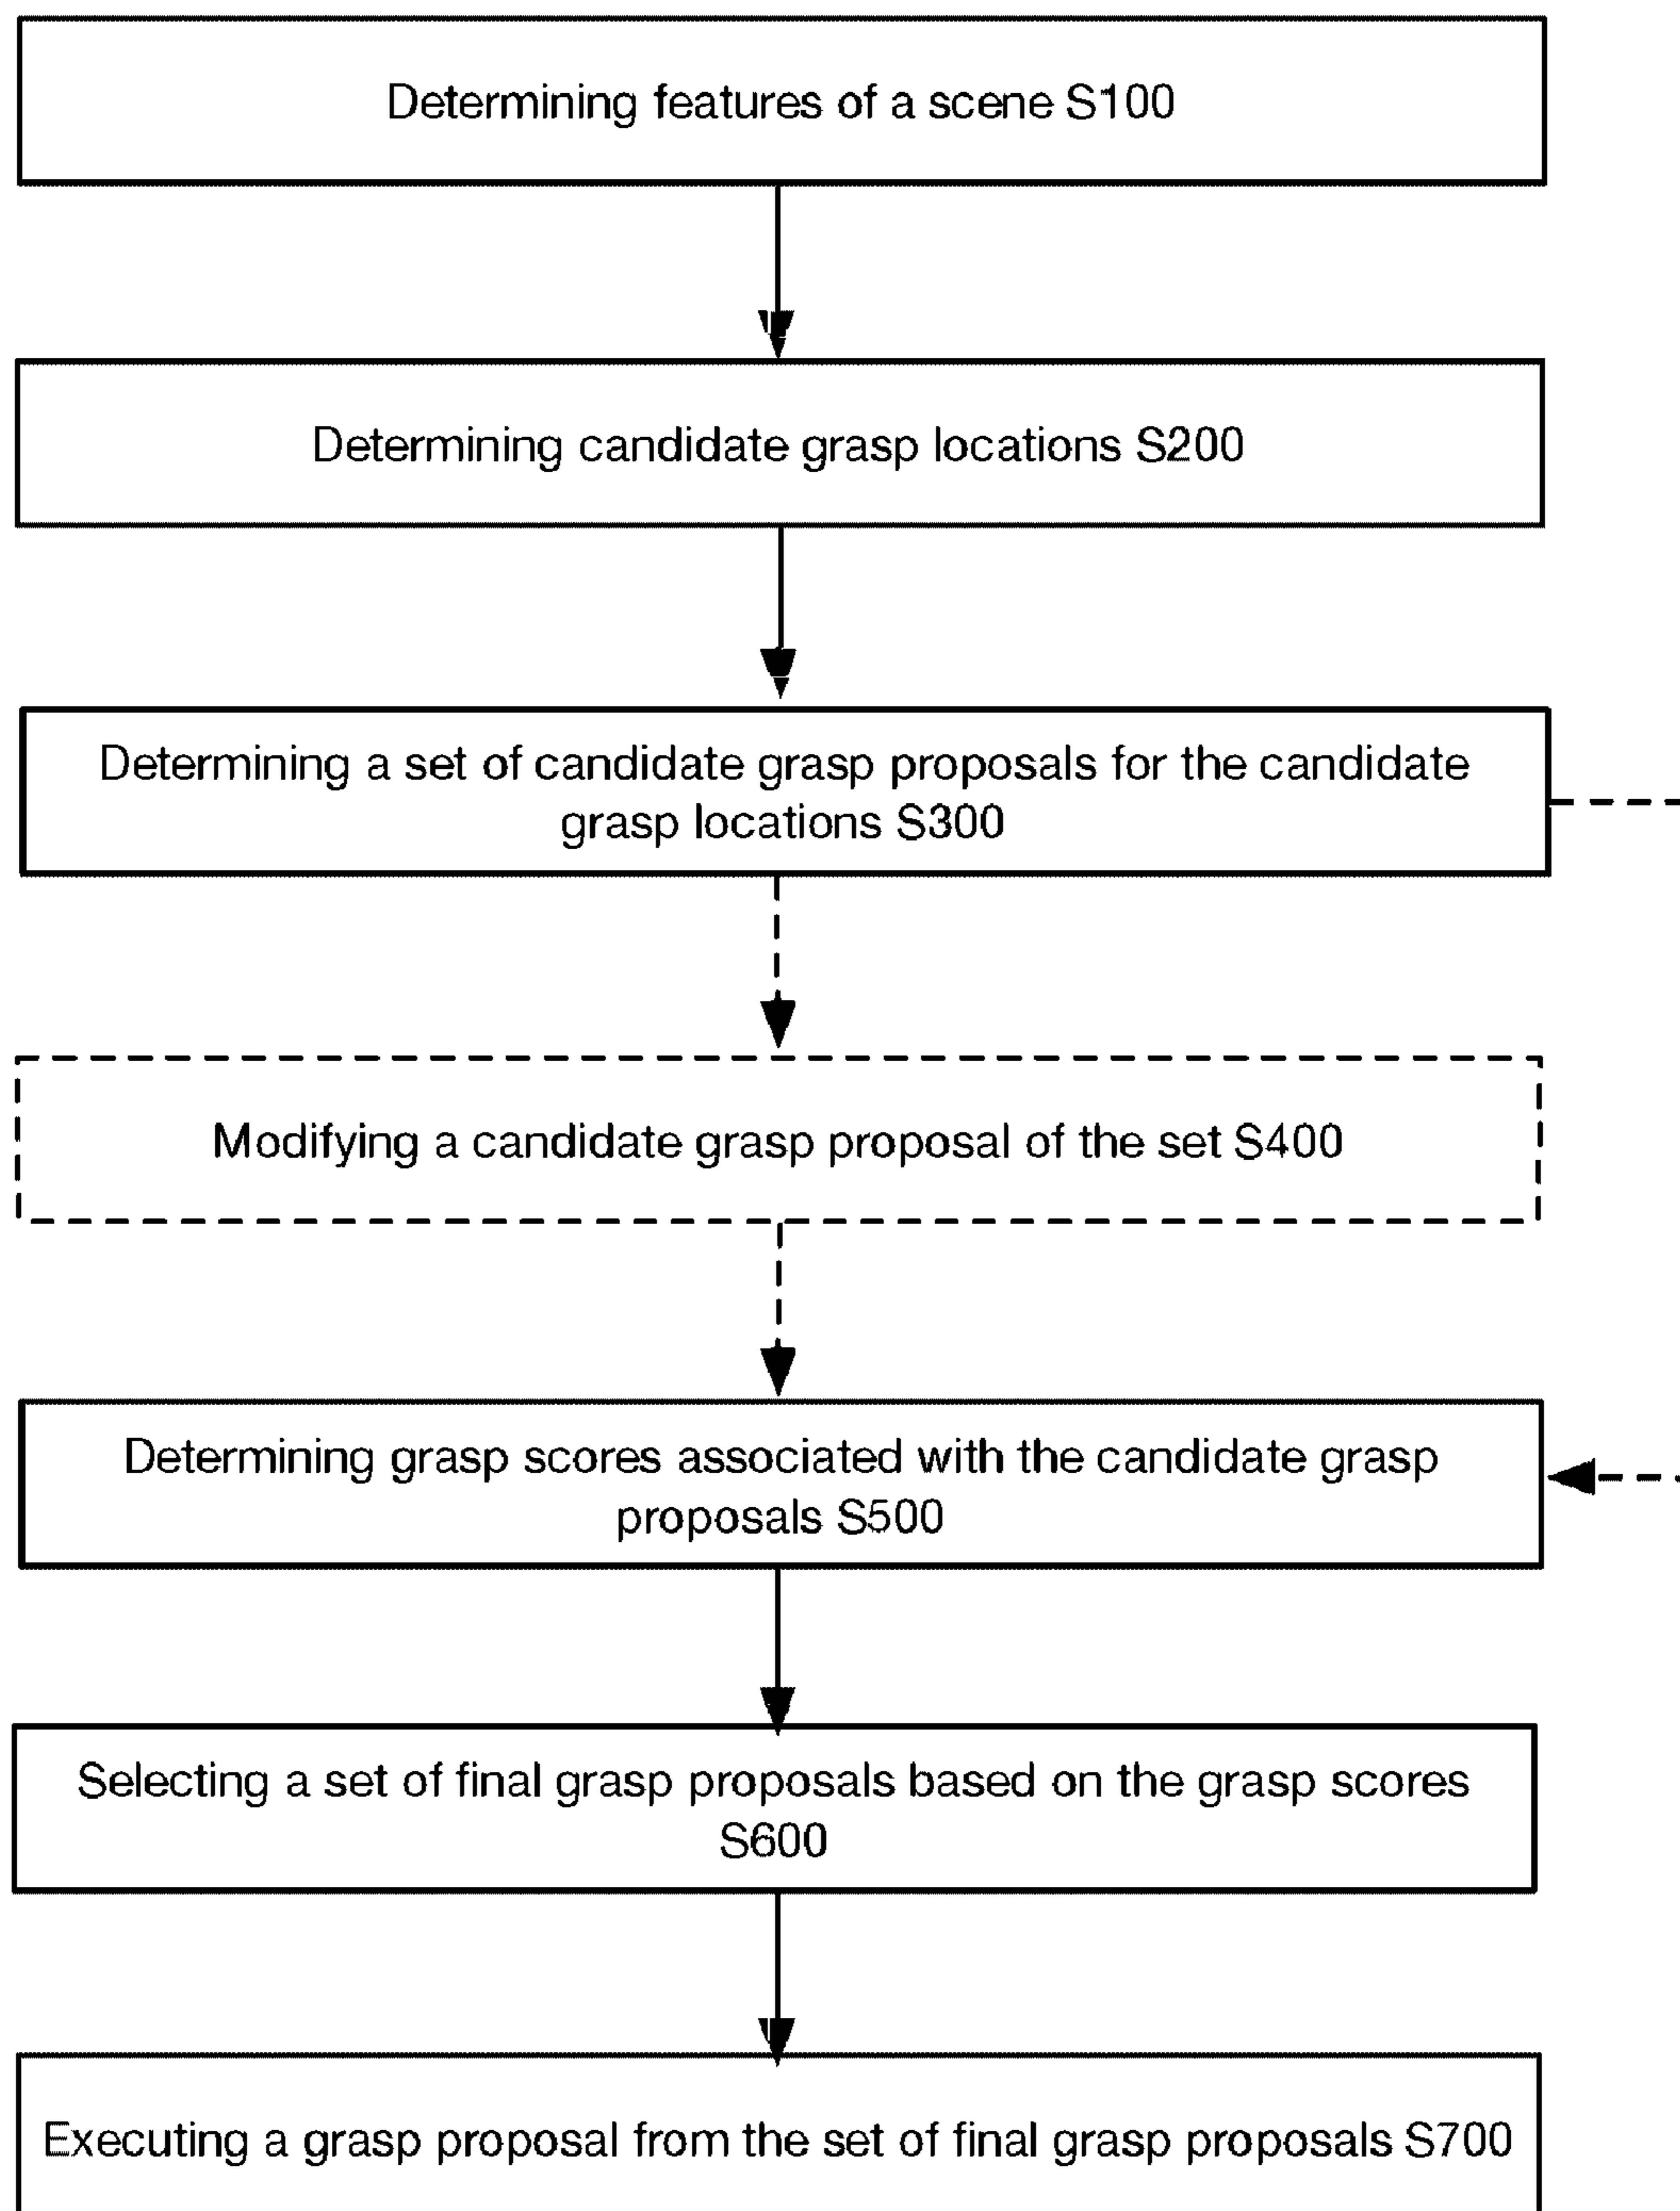 Determining features of a scene S100
Determining candidate grasp locations S200
Determining a set of candidate grasp proposals for the candidate
grasp locations S300
Modifying a candidate grasp proposal of the set S400
Determining grasp scores associated with the candidate grasp
proposals S500
Selecting a set of final grasp proposals based on the grasp scores
S600
Executing a grasp proposal from the set of final grasp proposals S700